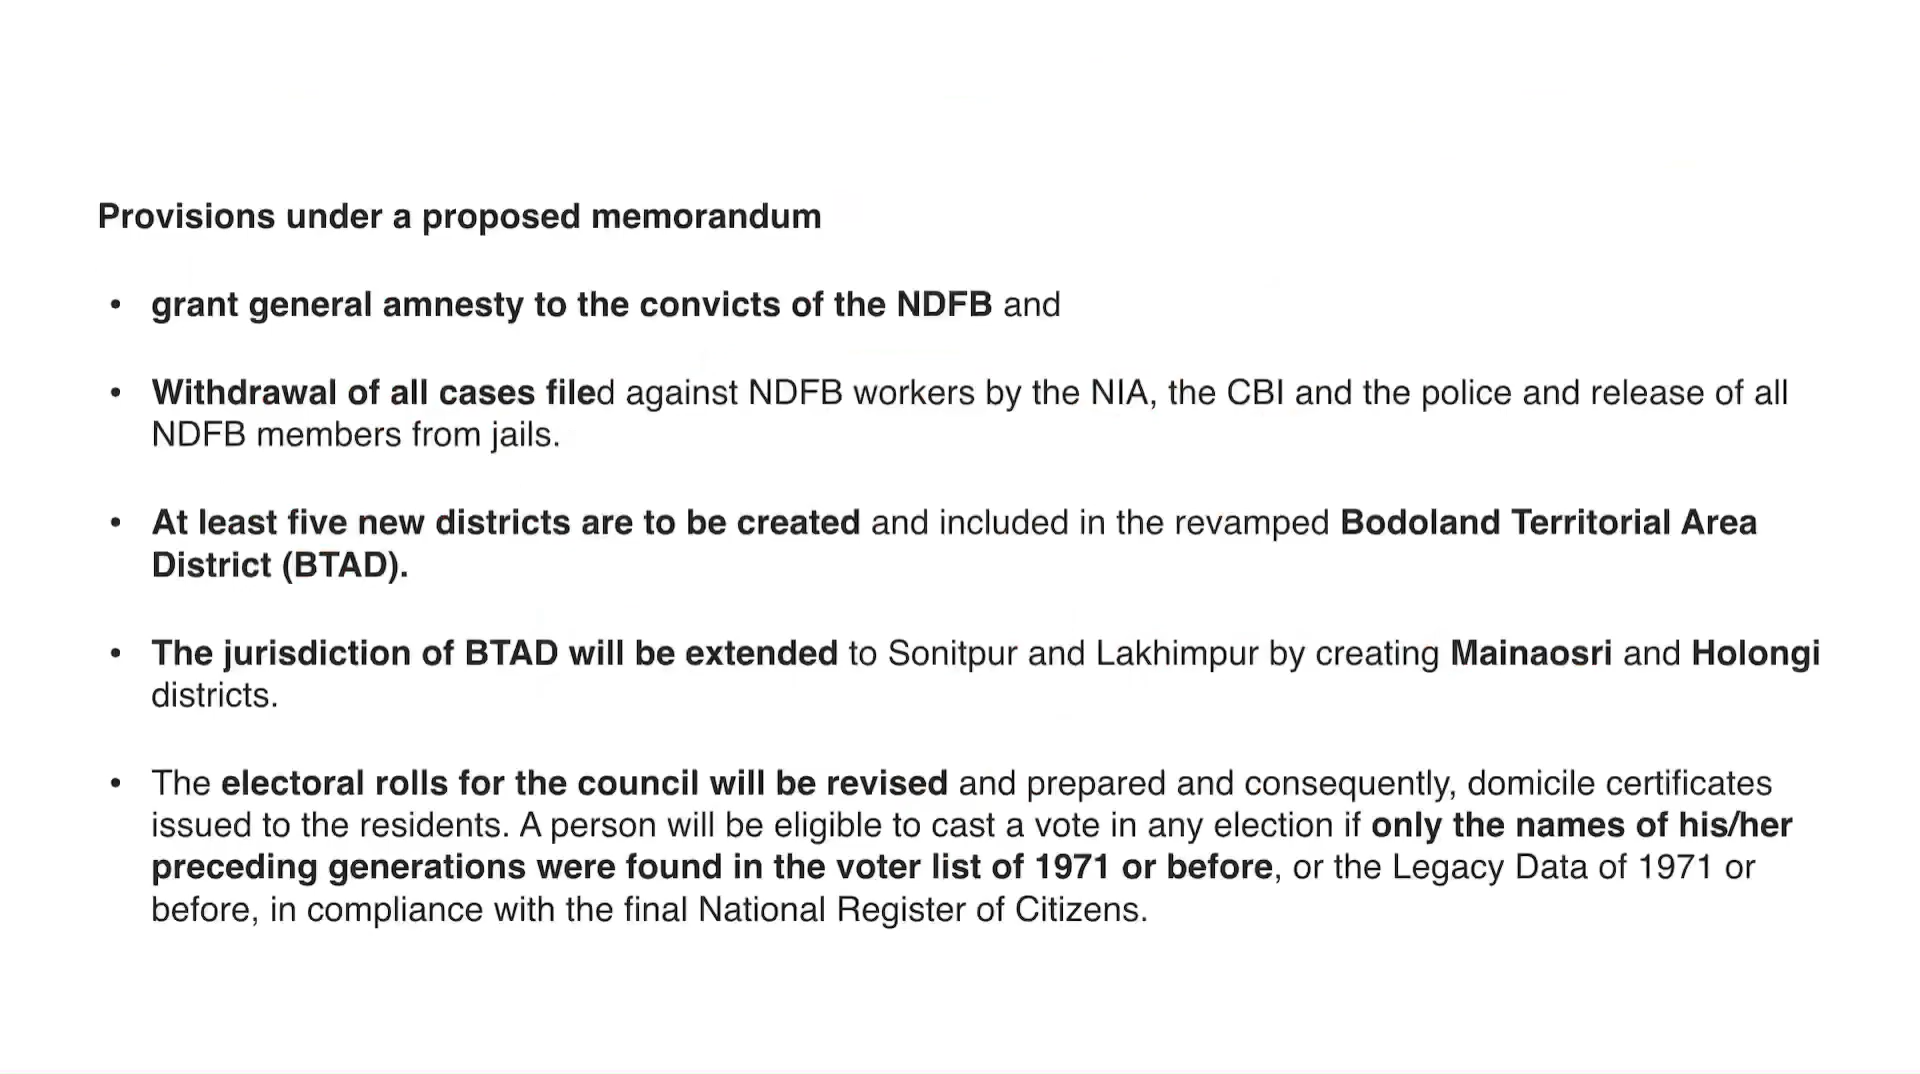 Provisions under a proposed memorandum
• grant general amnesty to the convicts of the NDFB and
• Withdrawal of all cases filed against NDFB workers by the NIA, the CBI and the police and release of all
NDFB members from jails.
• At least five new districts are to be created and included in the revamped Bodoland Territorial Area
District (BTAD).
• The jurisdiction of BTAD will be extended to Sonitpur and Lakhimpur by creating Mainaosri and Holongi
districts.
• The electoral rolls for the council will be revised and prepared and consequently, domicile certificates
issued to the residents. A person will be eligible to cast a vote in any election if only the names of his/her
preceding generations were found in the voter list of 1971 or before, or the Legacy Data of 1971 or
before, in compliance with the final National Register of Citizens.